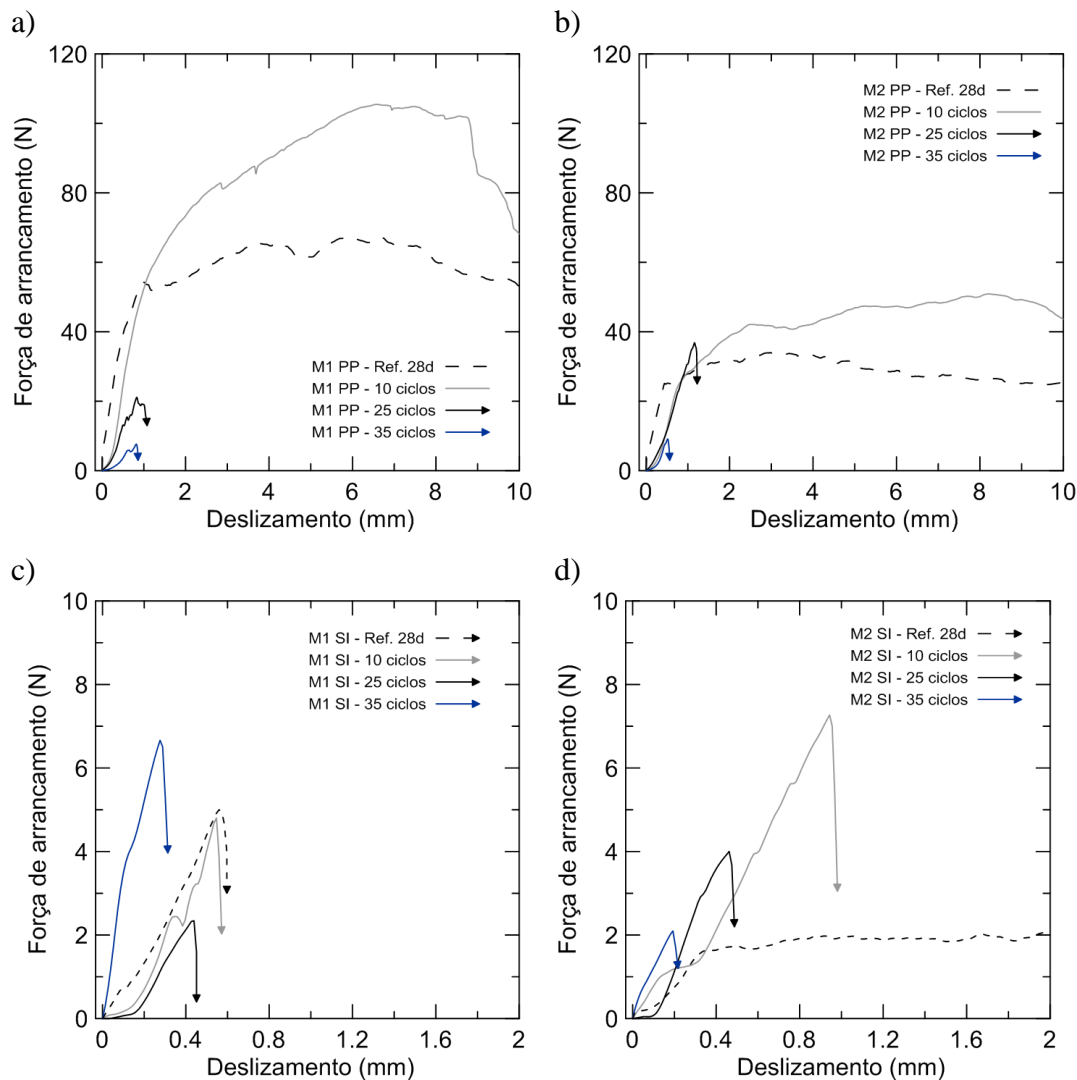 a)
120
80
40
0
Força de arrancamento (N)
M1 PP - Ref. 28d
M1 PP - 10 ciclos
M1 PP - 25 ciclos
M1 PP - 35 ciclos
0 2 4 6 8 10
Deslizamento (mm)
b)
120
80
40
0
Força de arrancamento (N)
M2 PP - Ref. 28d
M2 PP - 10 ciclos
M2 PP - 25 ciclos
M2 PP - 35 ciclos
0 2 4 6 8 10
Deslizamento (mm)
c)
10
8
6
4
2
0
Força de arrancamento (N)
M1 SI - Ref. 28d
M1 SI - 10 ciclos
M1 SI - 25 ciclos
M1 SI - 35 ciclos
0 0.4 0.8 1.2 1.6 2
Deslizamento (mm)
d)
10
8
6
4
2
0
Força de arrancamento (N)
M2 SI - Ref. 28d
M2 SI - 10 ciclos
M2 SI - 25 ciclos
M2 SI - 35 ciclos
0 0.4 0.8 1.2 1.6 2
Deslizamento (mm)